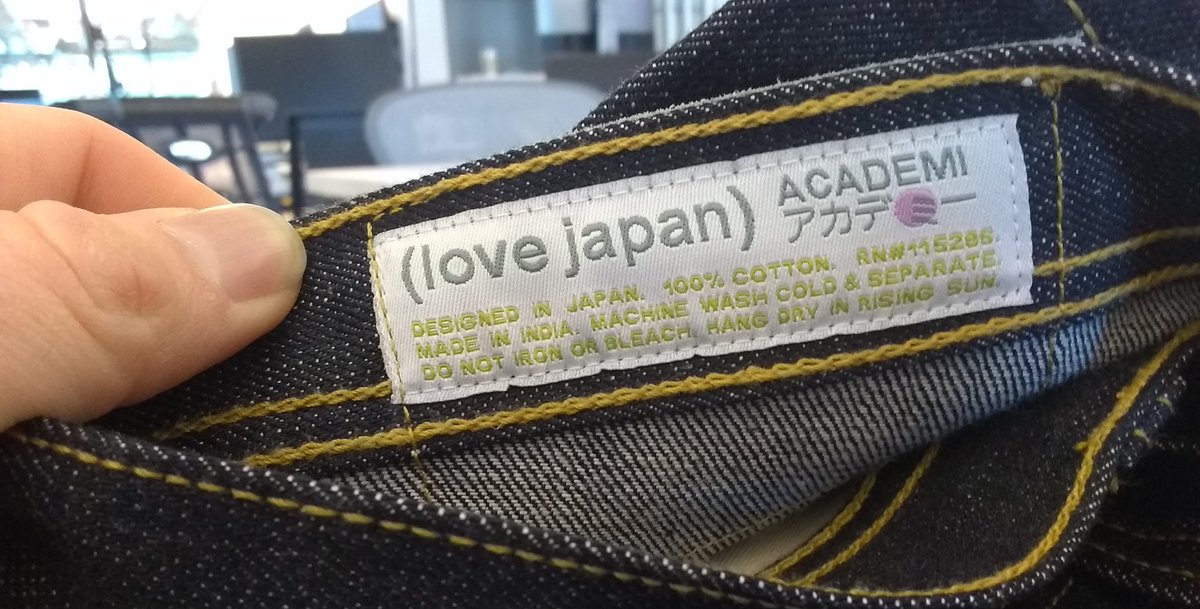 (love japan)
ACADEMI
アカデミー
DESIGNED IN JAPAN. 100% COTTON. RN#115286.
MADE IN INDIA. MACHINE WASH COLD & SEPARATE.
DO NOT IRON OR BLEACH. HANG DRY IN RISING SUN.